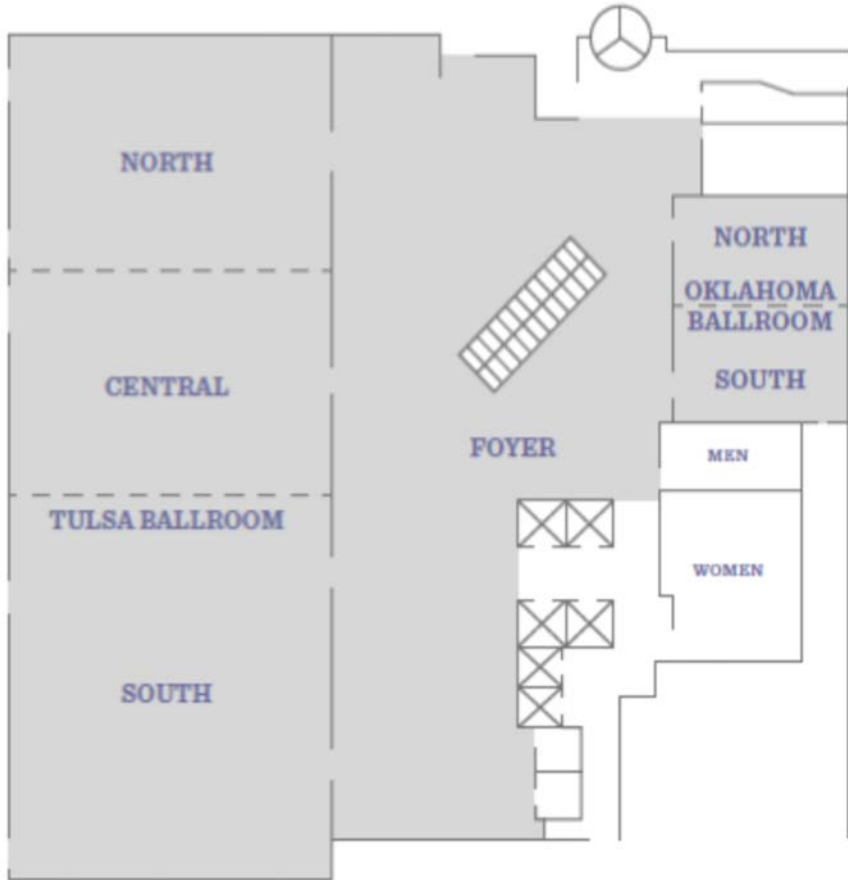 NORTH
CENTRAL
TULSA BALLROOM
SOUTH
FOYER
NORTH
OKLAHOMA
BALLROOM
SOUTH
MEN
WOMEN